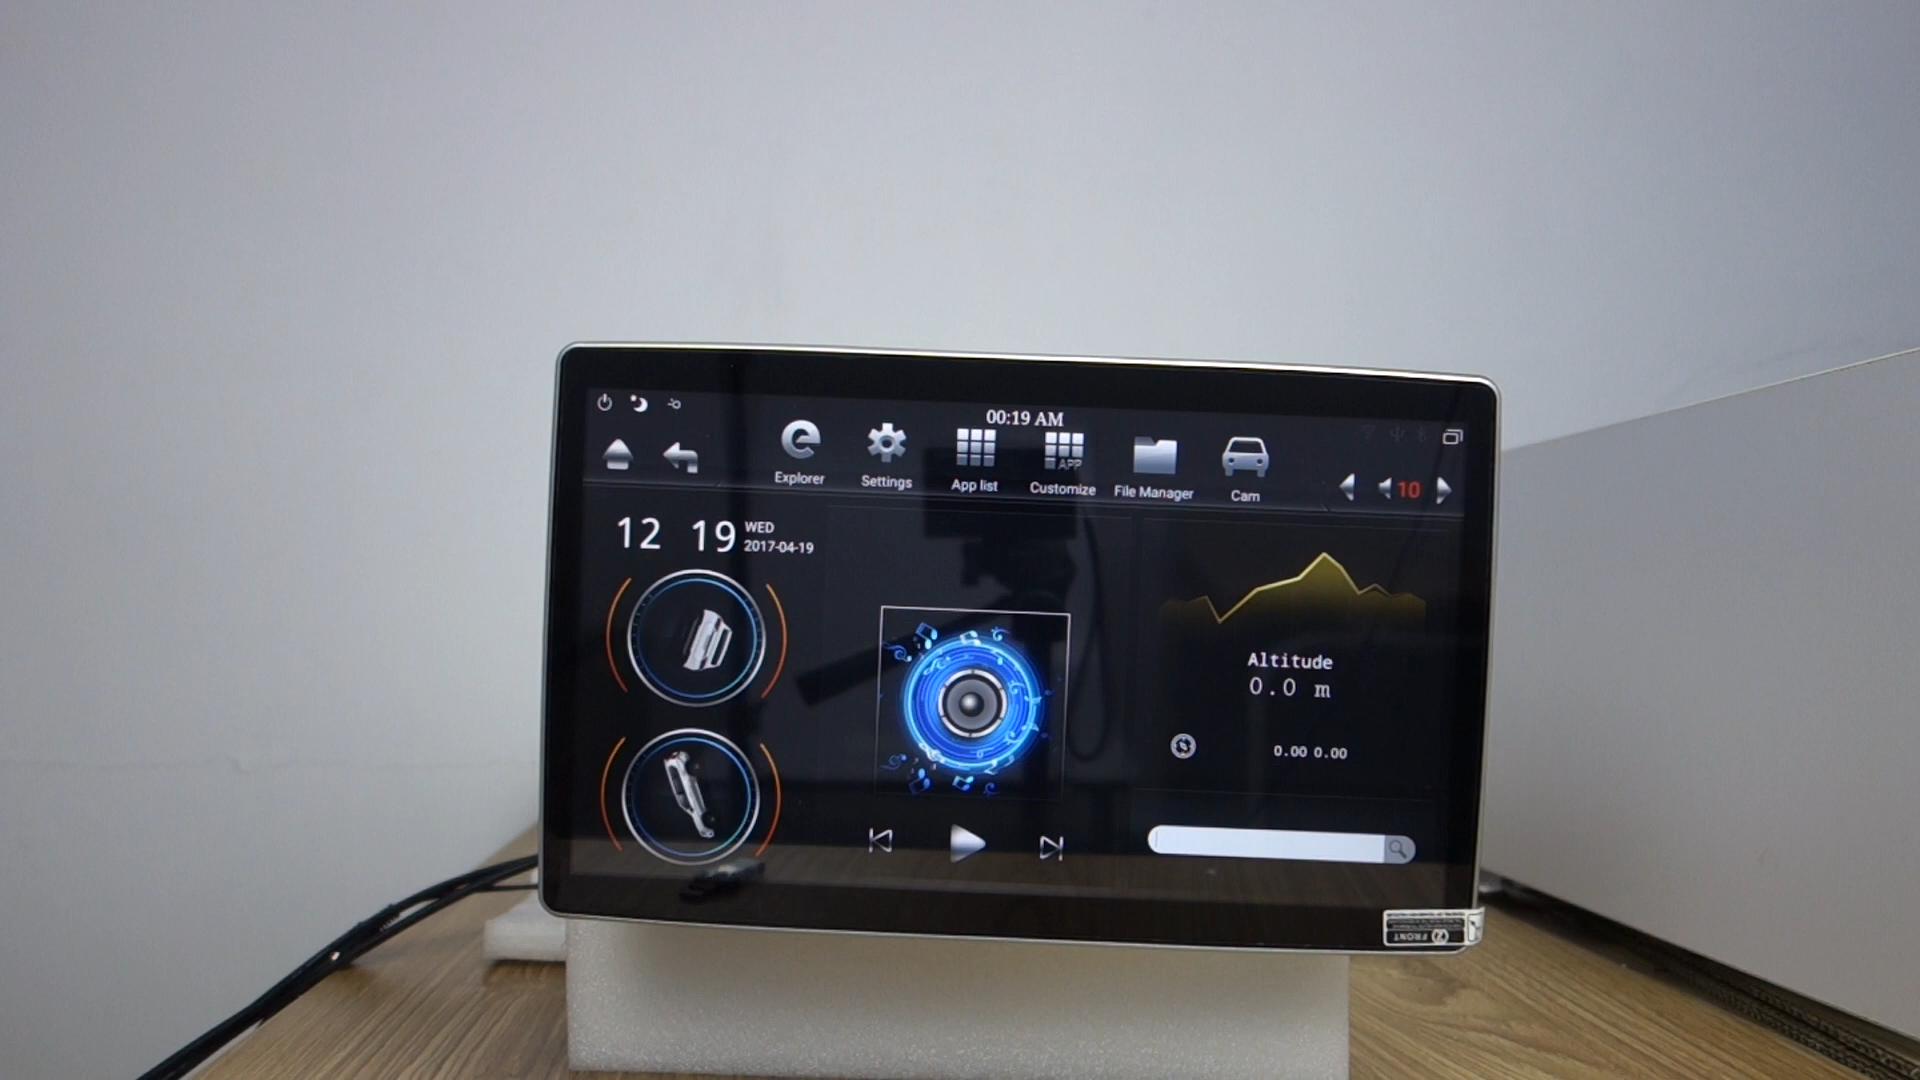 00:19 AM
Explorer
Settings
App list
APP
Customize
File Manager
Cam
10
12 19
WED
2017-04-19
Altitude
0.0 m
0.00 0.00
FRONT